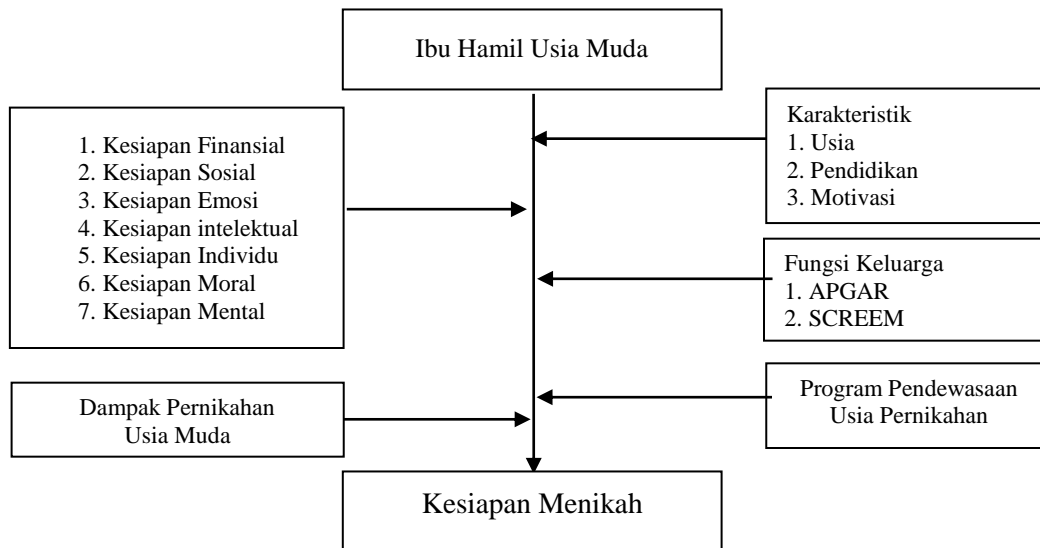 Ibu Hamil Usia Muda
1. Kesiapan Finansial
2. Kesiapan Sosial
3. Kesiapan Emosi
4. Kesiapan intelektual
5. Kesiapan Individu
6. Kesiapan Moral
7. Kesiapan Mental
Karakteristik
1. Usia
2. Pendidikan
3. Motivasi
Fungsi Keluarga
1. APGAR
2. SCREEM
Dampak Pernikahan
Usia Muda
Program Pendewasaan
Usia Pernikahan
Kesiapan Menikah